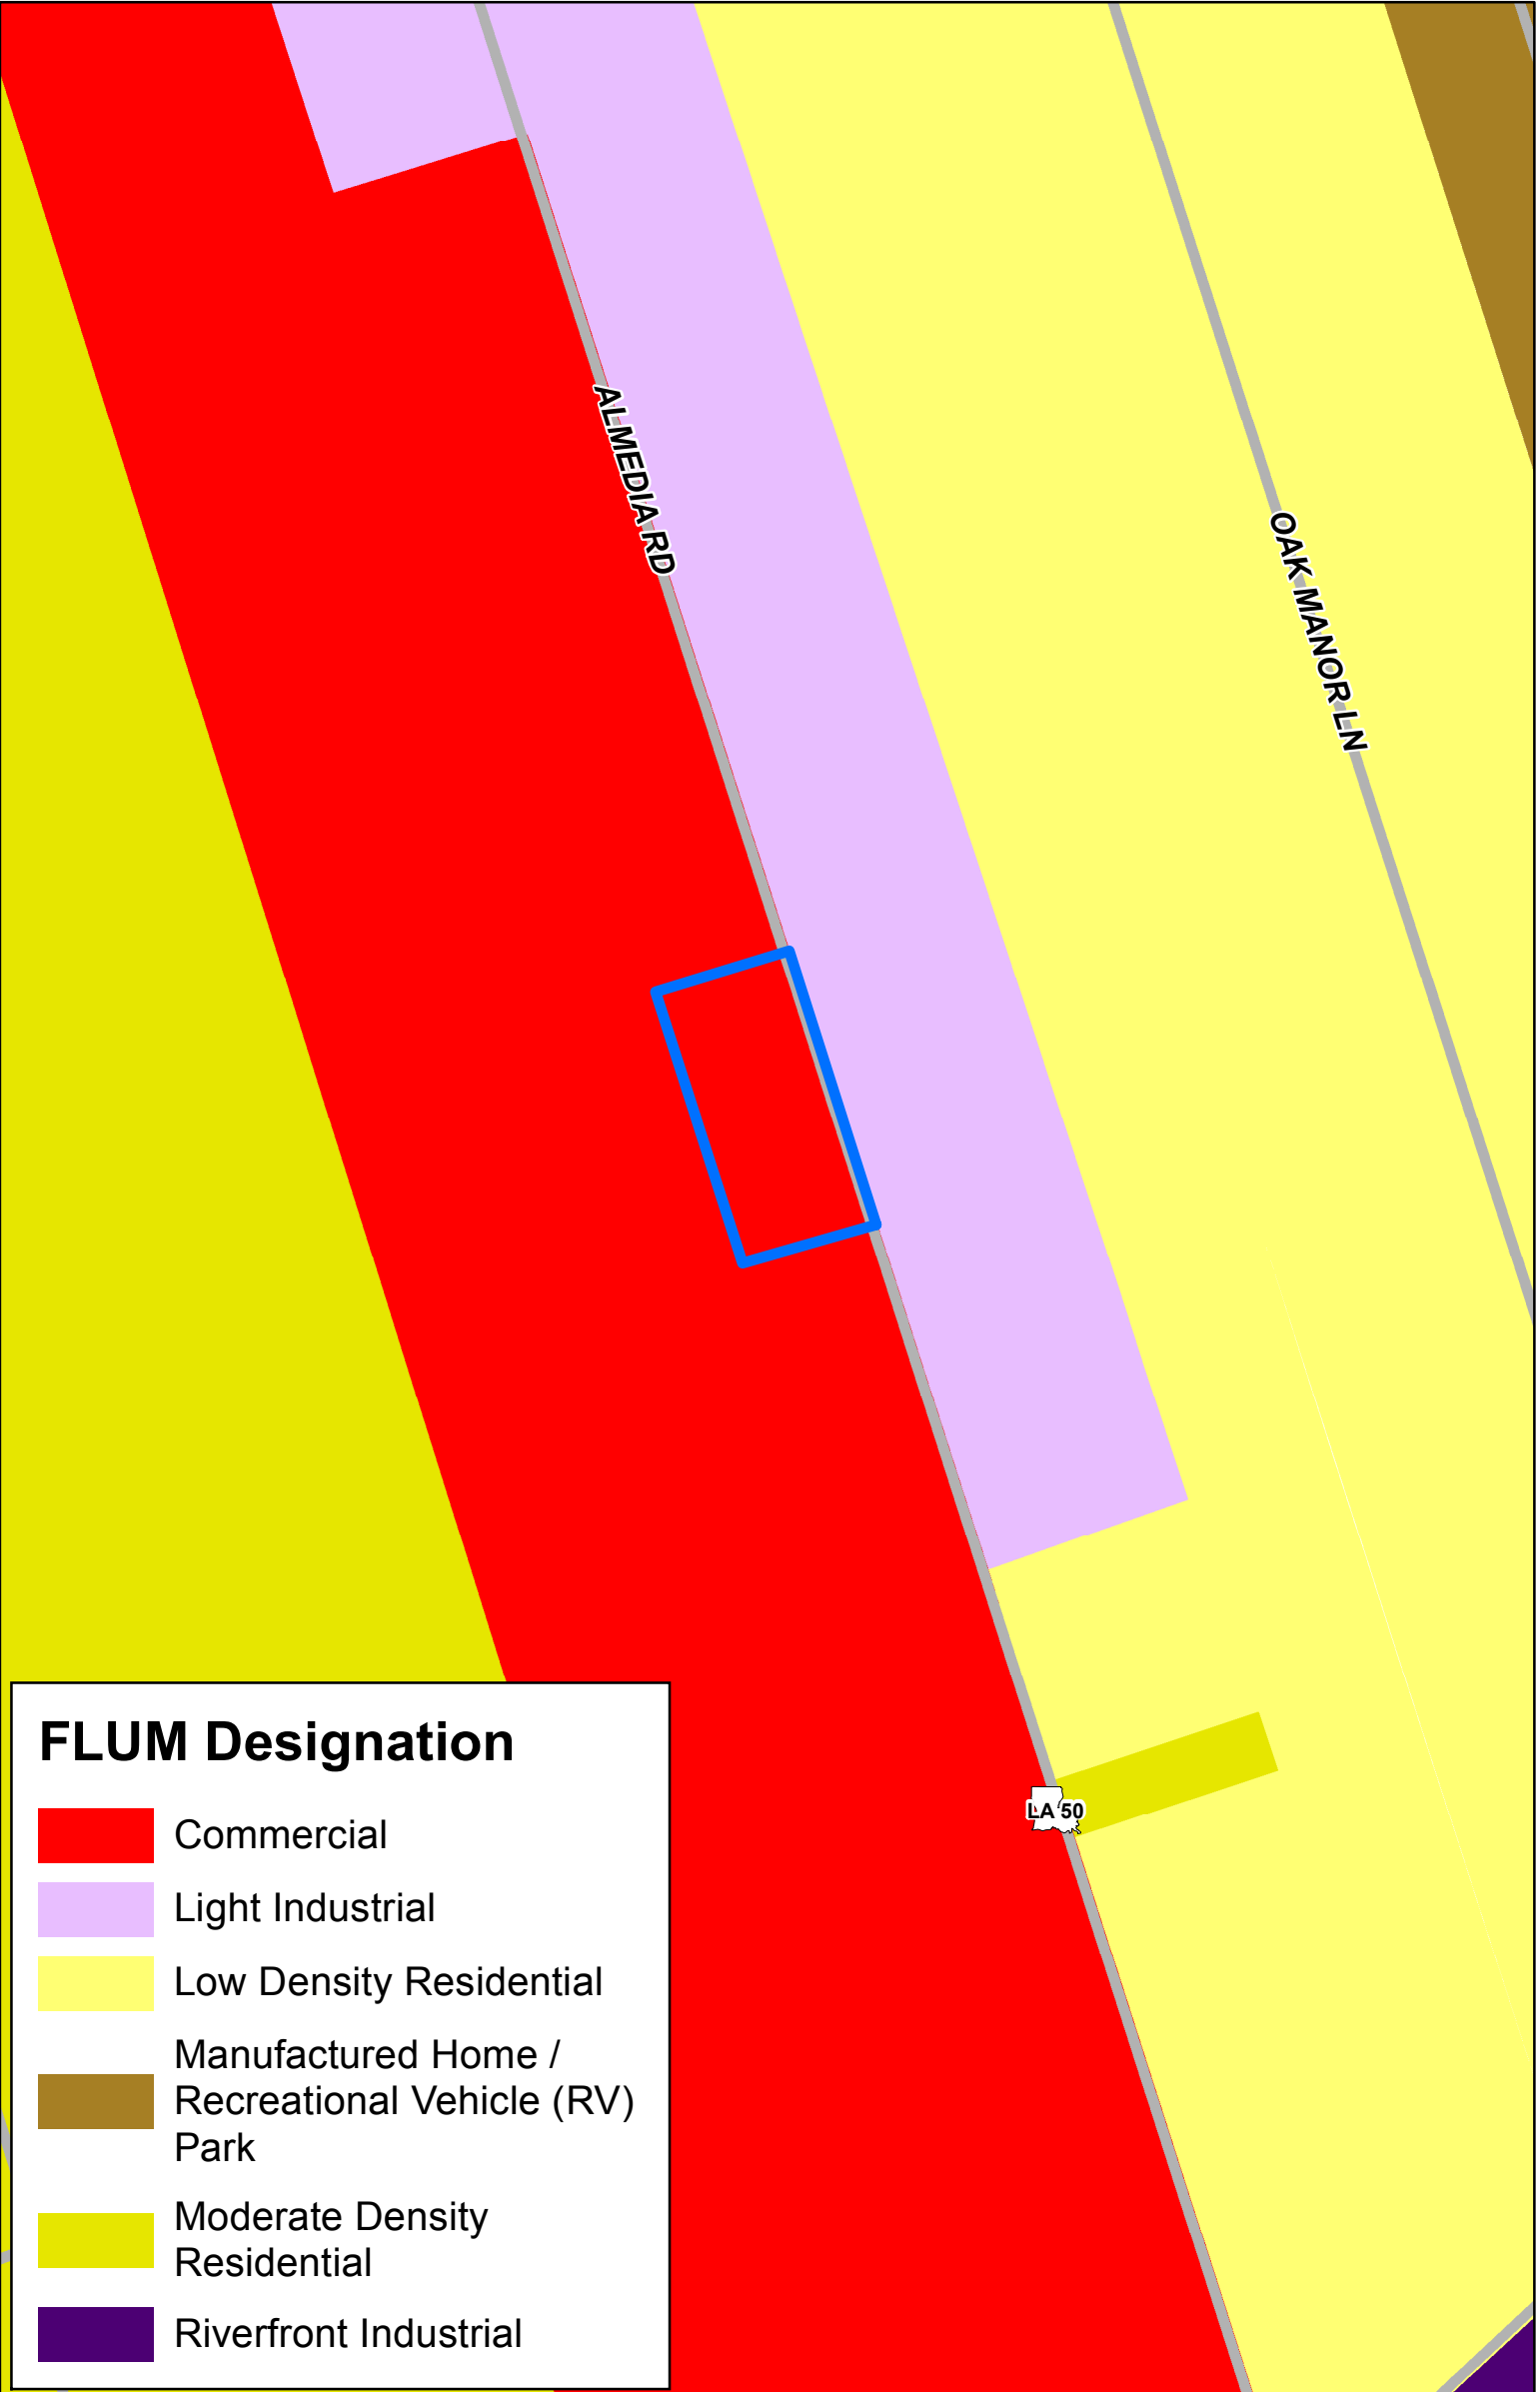 ALMEDIA RD
OAK MANOR LN
LA 50
FLUM Designation
Commercial
Light Industrial
Low Density Residential
Manufactured Home /
Recreational Vehicle (RV)
Park
Moderate Density
Residential
Riverfront Industrial